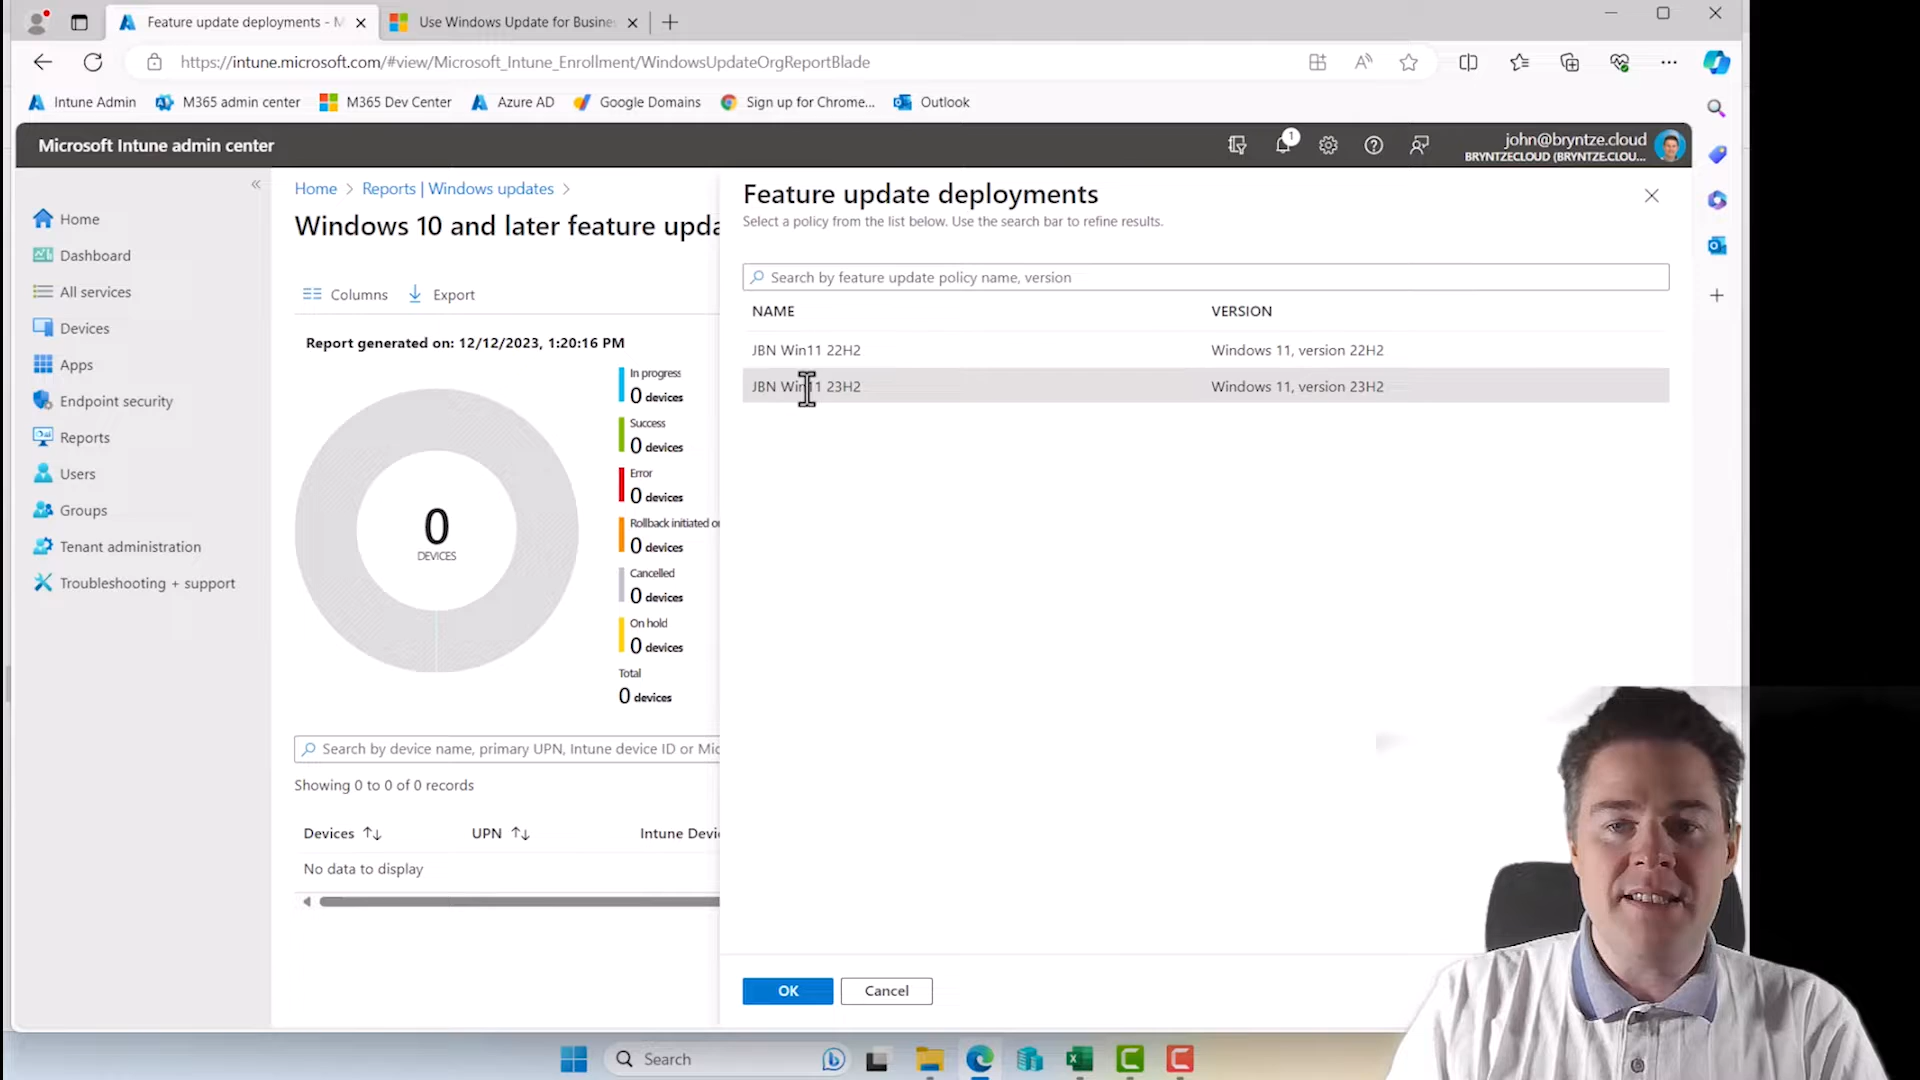 Feature update deployments - M
Use Windows Update for Busine
https://intune.microsoft.com/#view/Microsoft_Intune_Enrollment/WindowsUpdateOrgReportBlade
Intune Admin
M365 admin center
M365 Dev Center
Azure AD
Google Domains
Sign up for Chrome...
Outlook
Microsoft Intune admin center
1
john@bryntze.cloud
BRYNTZECLOUD (BRYNTZE.CLOU...
Home
Dashboard
All services
Devices
Apps
Endpoint security
Reports
Users
Groups
Tenant administration
Troubleshooting + support
Home > Reports | Windows updates >
Windows 10 and later feature upda
Columns
Export
Report generated on: 12/12/2023, 1:20:16 PM
0
DEVICES
In progress
0 devices
Success
0 devices
Error
0 devices
Rollback initiated or
0 devices
Cancelled
0 devices
On hold
0 devices
Total
0 devices
Search by device name, primary UPN, Intune device ID or Mic
Showing 0 to 0 of 0 records
Devices ↑↓ UPN ↑↓ Intune Devi
No data to display
Feature update deployments
Select a policy from the list below. Use the search bar to refine results.
Search by feature update policy name, version
NAME VERSION
JBN Win11 22H2 Windows 11, version 22H2
JBN Win11 23H2 Windows 11, version 23H2
OK
Cancel
Search